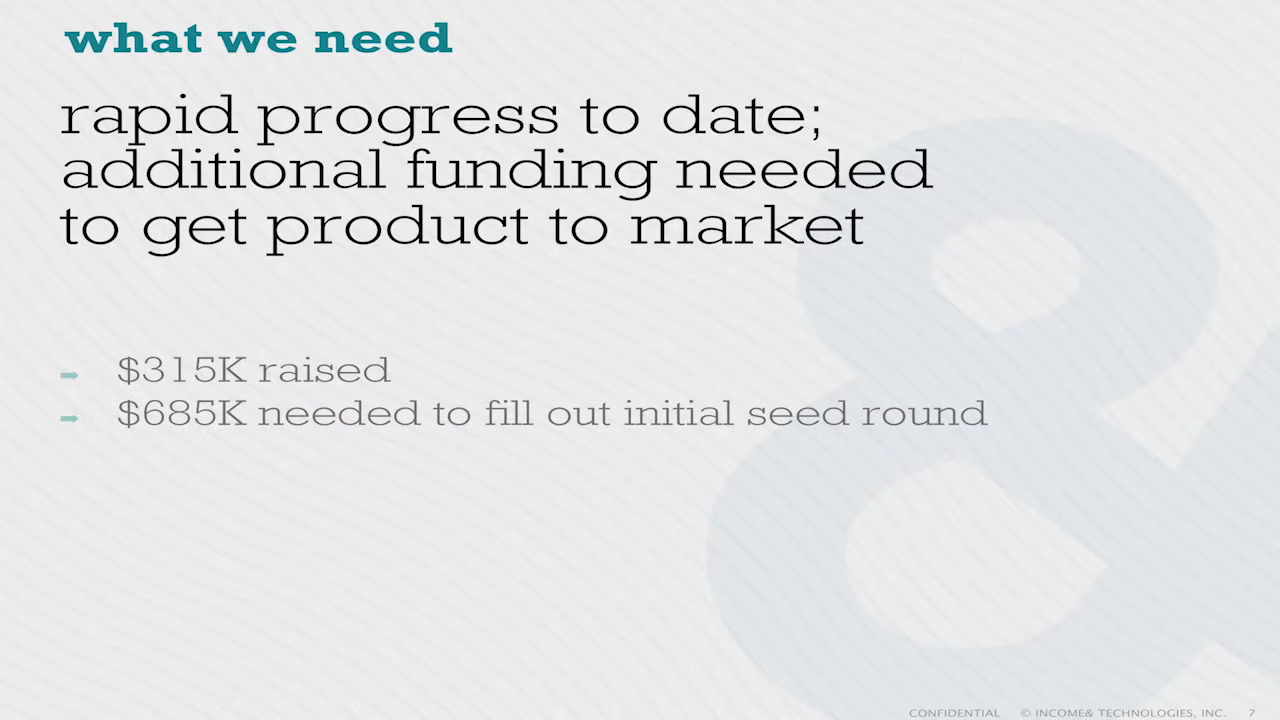 what we need
rapid progress to date;
additional funding needed
to get product to market
➡ $315K raised
➡ $685K needed to fill out initial seed round
&
CONFIDENTIAL © INCOME& TECHNOLOGIES, INC. 7